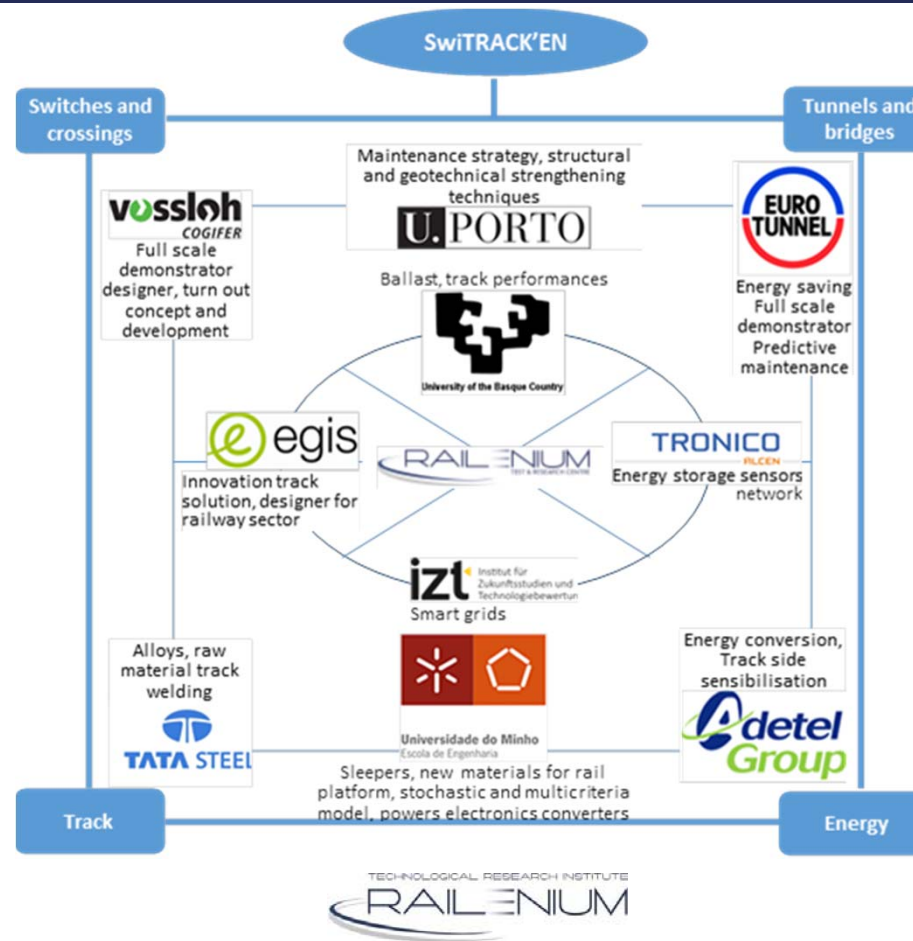 SwiTRACK'EN
Switches and
crossings
Tunnels and
bridges
Maintenance strategy, structural
and geotechnical strengthening
techniques
U. PORTO
vossloh
COGIFER
Full scale
demonstrator
designer, turn out
concept and
development
EURO
TUNNEL
Energy saving
Full scale
demonstrator
Predictive
maintenance
Ballast, track performances
University of the Basque Country
egis
Innovation track
solution, designer for
railway sector
RAILENIUM
TEST & RESEARCH CENTRE
TRONICO
ALCEN
Energy storage sensors
network
izt
Institut für
Zukunftsstudien und
Technologiebewertun
Smart grids
Alloys, raw
material track
welding
TATA STEEL
Universidade do Minho
Escola de Engenharia
Sleepers, new materials for rail
platform, stochastic and multicriteria
model, powers electronics converters
Energy conversion,
Track side
sensibilisation
Adetel
Group
Track
Energy
TECHNOLOGICAL RESEARCH INSTITUTE
RAILENIUM